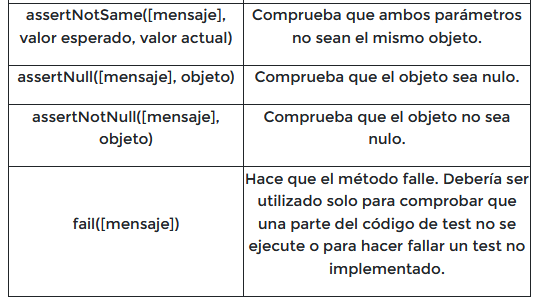 assertNotSame([mensaje],
valor esperado, valor actual)
Comprueba que ambos parámetros
no sean el mismo objeto.
assertNull([mensaje], objeto)
Comprueba que el objeto sea nulo.
assertNotNull([mensaje],
objeto)
Comprueba que el objeto no sea
nulo.
fail([mensaje])
Hace que el método falle. Debería ser
utilizado solo para comprobar que
una parte del código de test no se
ejecute o para hacer fallar un test no
implementado.